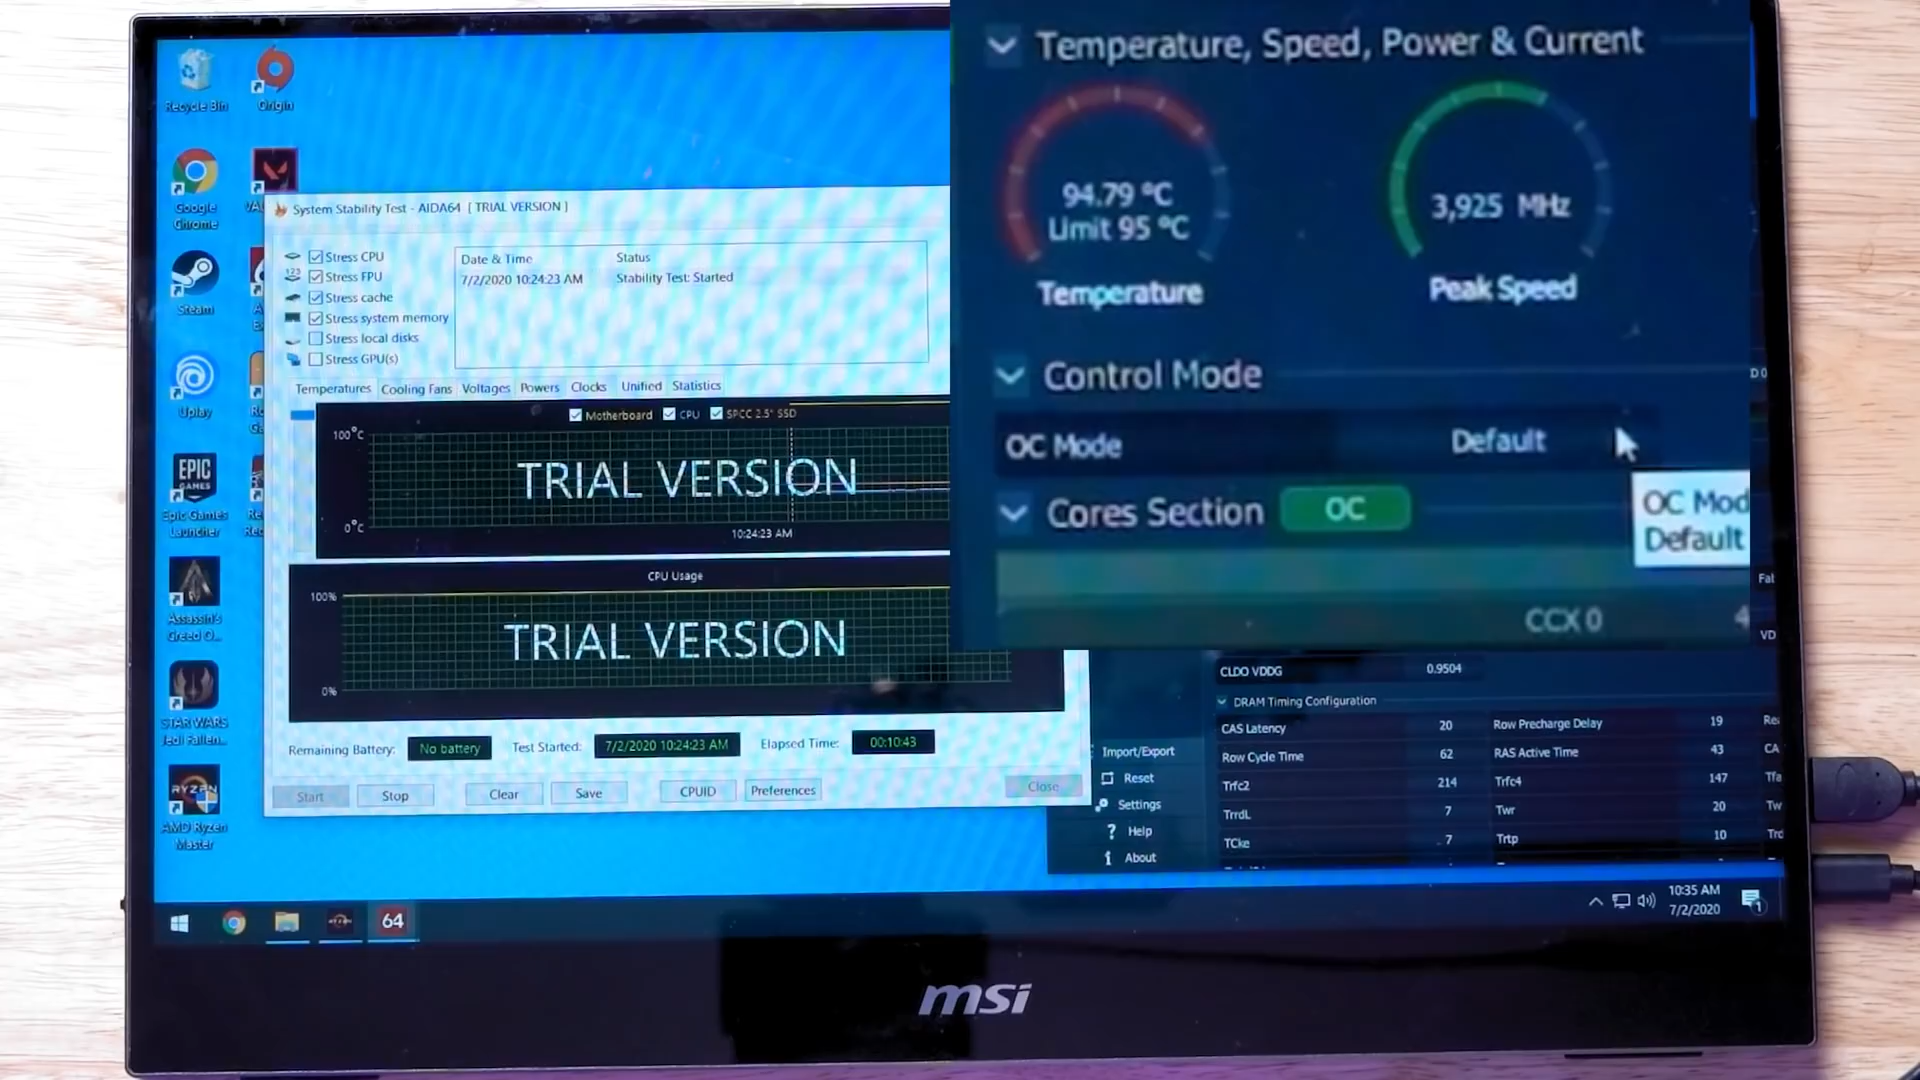 Recycle Bin
Origin
Google
Chrome
Steam
Uplay
EPIC
GAMES
Epic Games
Launcher
Assassin's
Creed O...
STAR WARS
Jedi Fallen...
RYZEN
AMD Ryzen
Master
System Stability Test - AIDA64 [ TRIAL VERSION ]
Stress CPU
123
Stress FPU
Stress cache
Stress system memory
Stress local disks
Stress GPU(s)
Date & Time
Status
7/2/2020 10:24:23 AM
Stability Test: Started
Temperatures
Cooling Fans
Voltages
Powers
Clocks
Unified
Statistics
Motherboard
CPU
SPCC 2.5" SSD
100°C
TRIAL VERSION
0°C
10:24:23 AM
CPU Usage
100%
TRIAL VERSION
0%
Remaining Battery:
No battery
Test Started:
7/2/2020 10:24:23 AM
Elapsed Time:
00:10:43
Start
Stop
Clear
Save
CPUID
Preferences
Close
Temperature, Speed, Power & Current
94.79 °C
Limit 95 °C
Temperature
3,925 MHz
Peak Speed
Control Mode
OC Mode
Default
OC Mod
Default
Cores Section
OC
CCX 0
4
VD
CLDO VDDG
0.9504
DRAM Timing Configuration
CAS Latency
20
Row Precharge Delay
19
Row Cycle Time
62
RAS Active Time
43
CA
Trfc2
214
Trfc4
147
TrrdL
7
Twr
20
Tw
TCke
7
Trtp
10
Import/Export
Reset
Settings
Help
About
64
10:35 AM
7/2/2020
1
msi